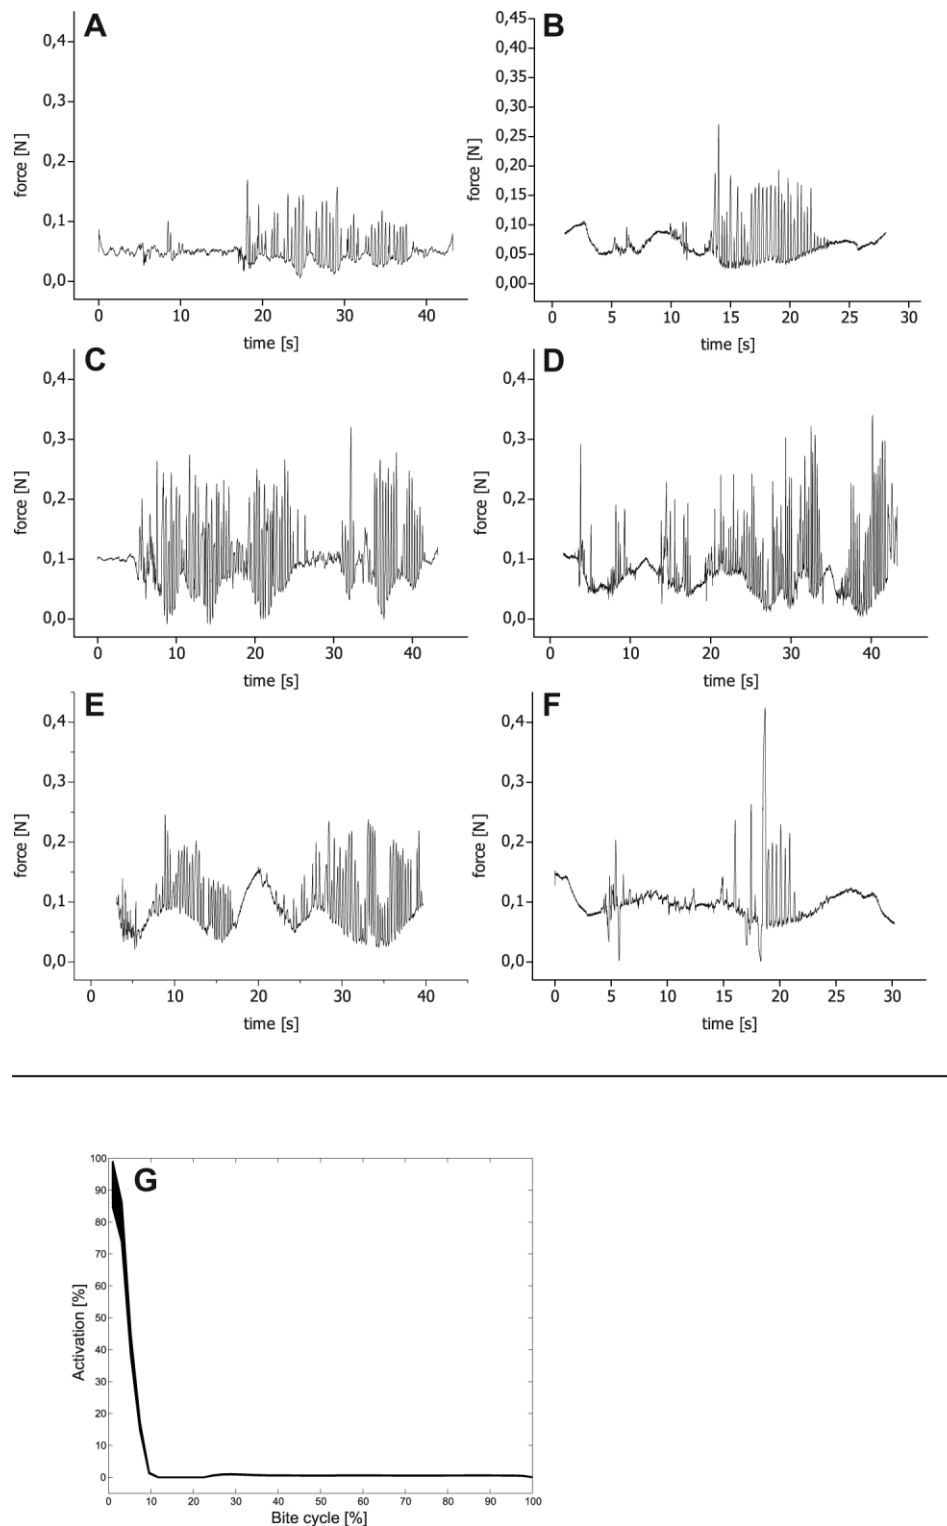 A
0,4
0,3
0,2
0,1
0,0
force [N]
0 10 20 30 40
time [s]
B
0,45
0,40
0,35
0,30
0,25
0,20
0,15
0,10
0,05
0,00
force [N]
0 5 10 15 20 25 30
time [s]
C
0,4
0,3
0,2
0,1
0,0
force [N]
0 10 20 30 40
time [s]
D
0,4
0,3
0,2
0,1
0,0
force [N]
0 10 20 30 40
time [s]
E
0,4
0,3
0,2
0,1
0,0
force [N]
0 10 20 30 40
time [s]
F
0,4
0,3
0,2
0,1
0,0
force [N]
0 5 10 15 20 25 30
time [s]
G
100
90
80
70
60
50
40
30
20
10
0
Activation [%]
0 10 20 30 40 50 60 70 80 90 100
Bite cycle [%]